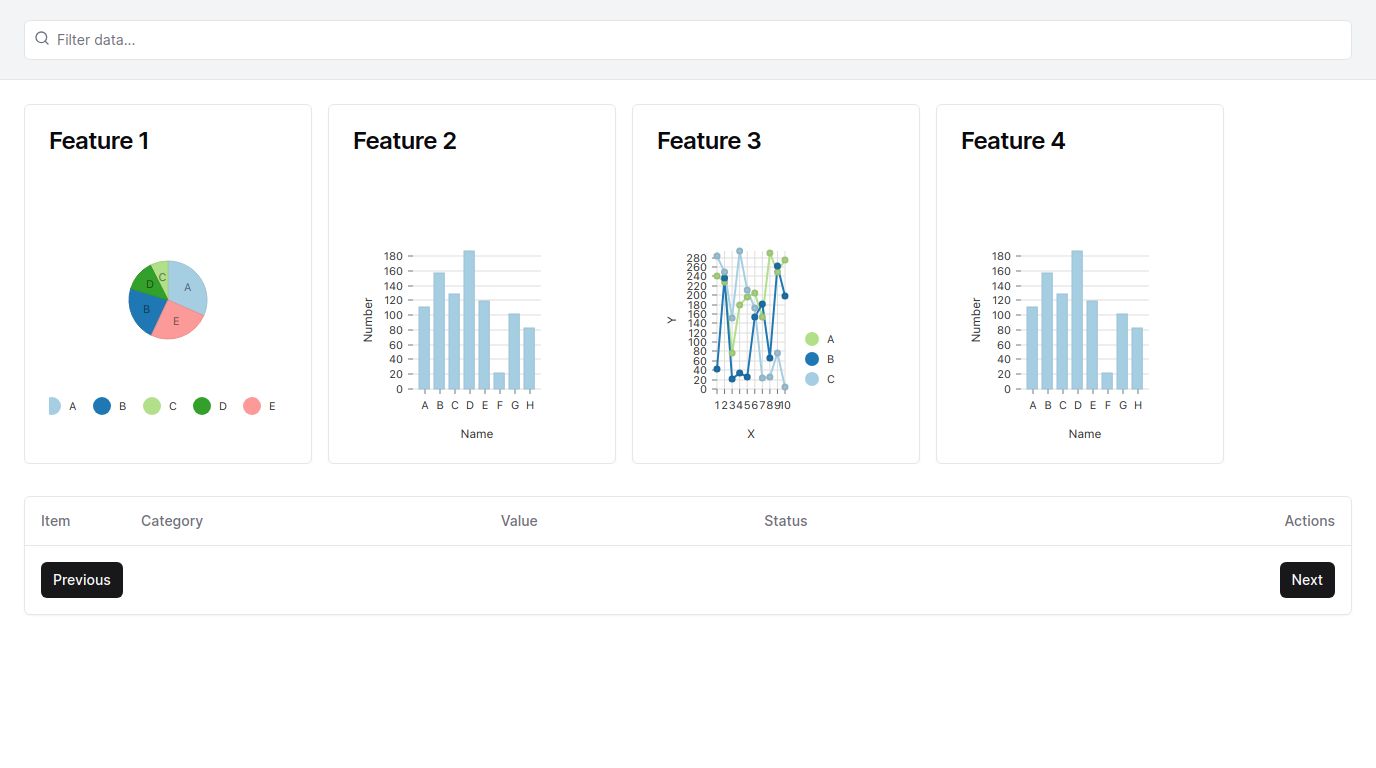 Filter data...
Feature 1
C
D
A
B
E
A B C D E
Feature 2
180
160
140
120
100
80
60
40
20
0
Number
A B C D E F G H
Name
Feature 3
280
260
240
220
200
180
160
140
120
100
80
60
40
20
0
Y
1 2 3 4 5 6 7 8 9 10
X
A
B
C
Feature 4
180
160
140
120
100
80
60
40
20
0
Number
A B C D E F G H
Name
Item Category Value Status Actions
Previous Next